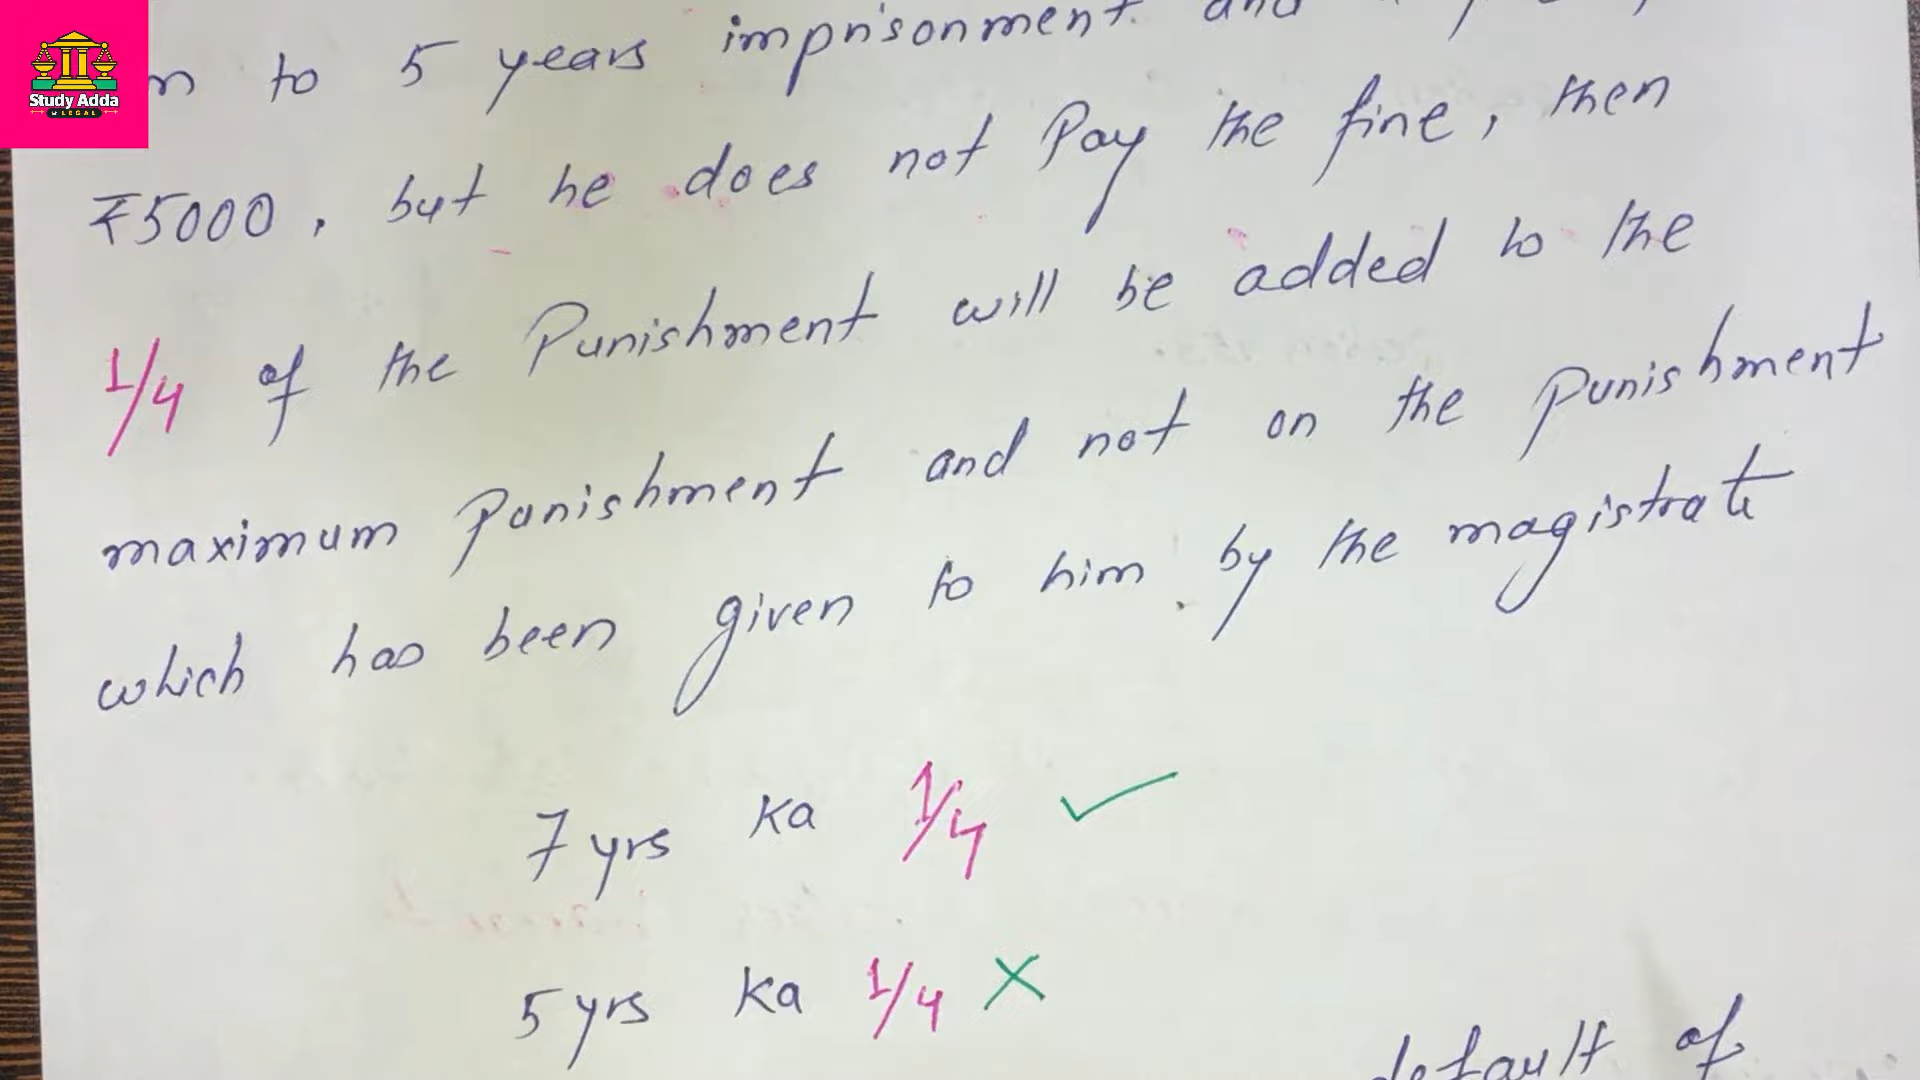 Study Adda
LEGAL
to 5 years imprisonment and
₹5000, but he does not Pay the fine, then
1/4 of the Punishment will be added to the
maximum Punishment and not on the Punishment
which has been given to him by the magistrate
7 yrs ka 1/4 ✓
5 yrs ka 1/4 ✗
default of